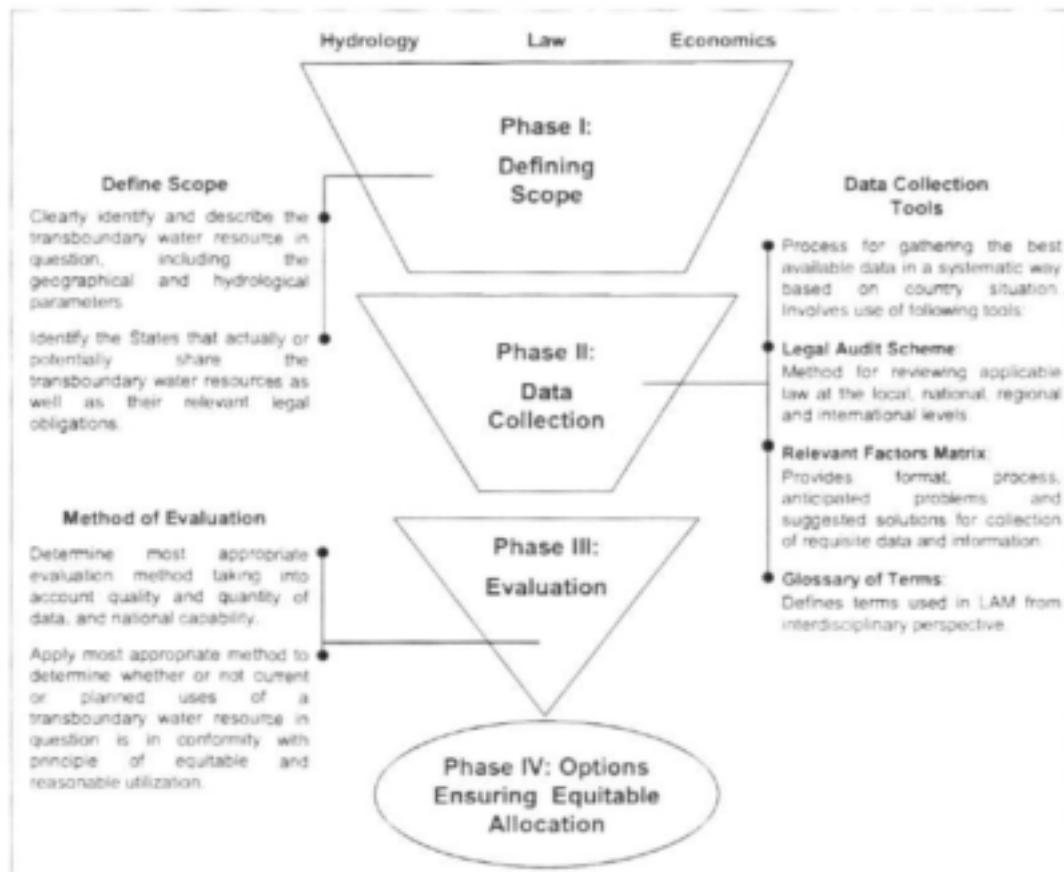 Hydrology Law Economics
Phase I:
Defining
Scope
Define Scope
Clearly identify and describe the
transboundary water resource in
question, including the
geographical and hydrological
parameters
Identify the States that actually or
potentially share the
transboundary water resources as
well as their relevant legal
obligations.
Data Collection
Tools
Process for gathering the best
available data in a systematic way
based on country situation.
Involves use of following tools:
Legal Audit Scheme:
Method for reviewing applicable
law at the local, national, regional
and international levels.
Relevant Factors Matrix:
Provides format, process,
anticipated problems and
suggested solutions for collection
of requisite data and information.
Glossary of Terms:
Defines terms used in LAM from
interdisciplinary perspective.
Phase II:
Data
Collection
Method of Evaluation
Determine most appropriate
evaluation method taking into
account quality and quantity of
data, and national capability.
Apply most appropriate method to
determine whether or not current
or planned uses of a
transboundary water resource in
question is in conformity with
principle of equitable and
reasonable utilization.
Phase III:
Evaluation
Phase IV: Options
Ensuring Equitable
Allocation